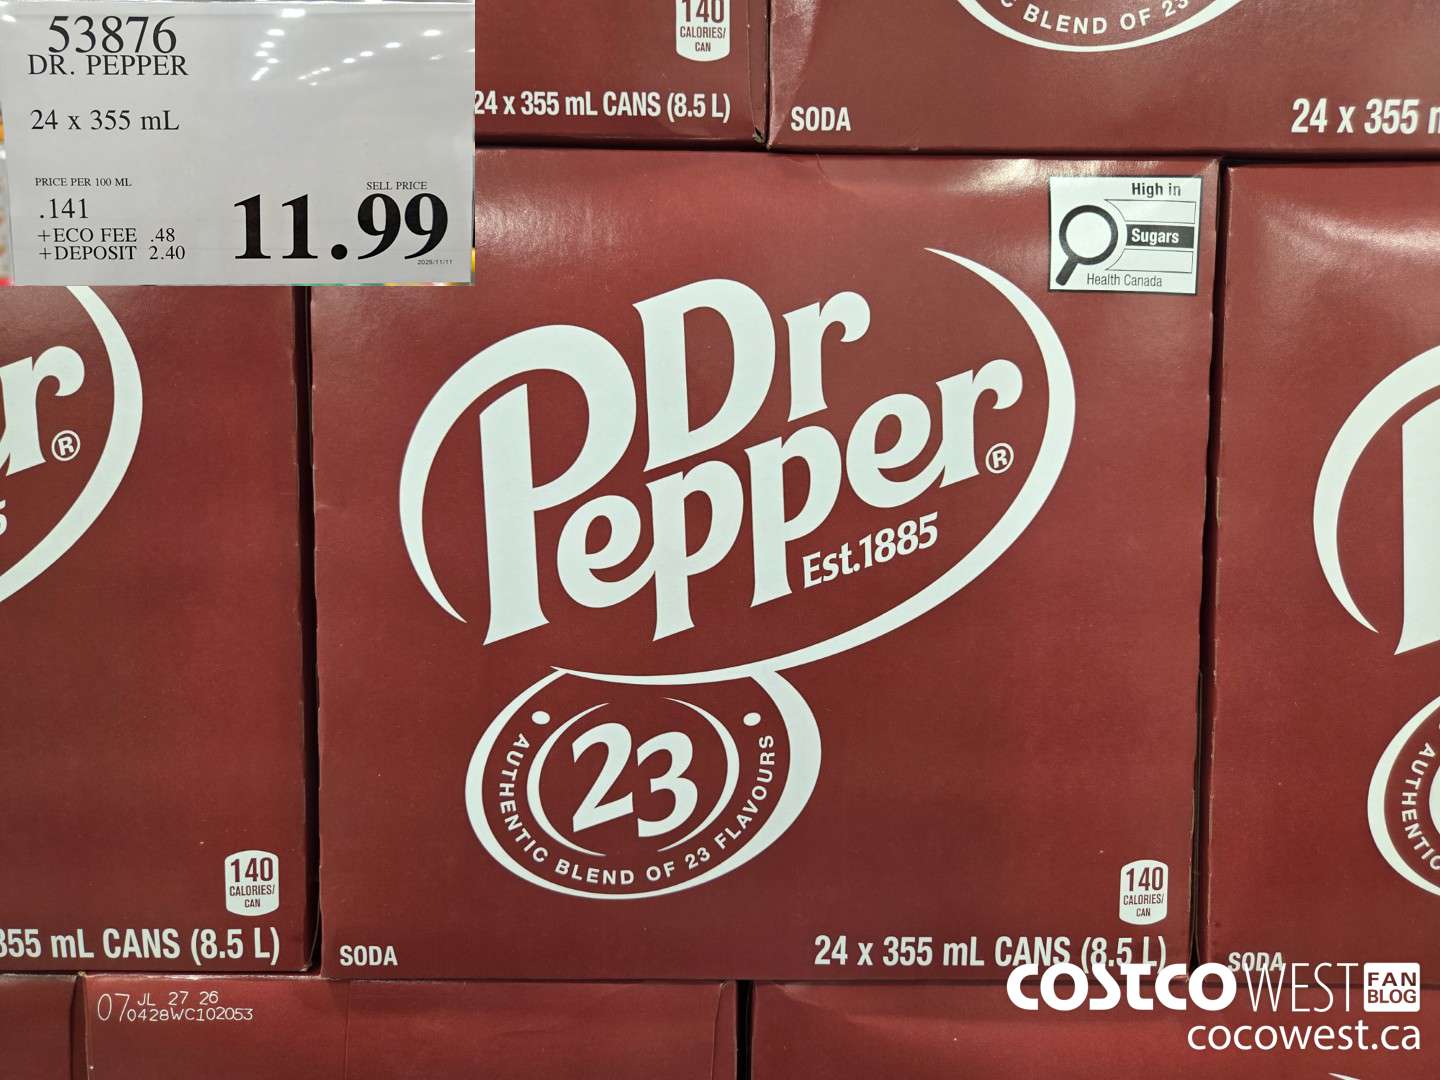 53876
DR. PEPPER
24 x 355 mL
PRICE PER 100 ML
.141
+ECO FEE .48
+DEPOSIT 2.40
SELL PRICE
11.99
2025/11/11
140
CALORIES/
CAN
24 x 355 mL CANS (8.5 L)
BLEND OF 23
SODA
24 x 355
High in
Sugars
Health Canada
r®
Dr
Pepper®
Est.1885
23
AUTHENTIC BLEND OF 23 FLAVOURS
140
CALORIES/
CAN
355 mL CANS (8.5 L)
SODA
140
CALORIES/
CAN
24 x 355 mL CANS (8.5 L)
AUTHENTIC
SODA
07 JL 27 26
0428WC102053
COSTCO WEST FAN
BLOG
cocowest.ca